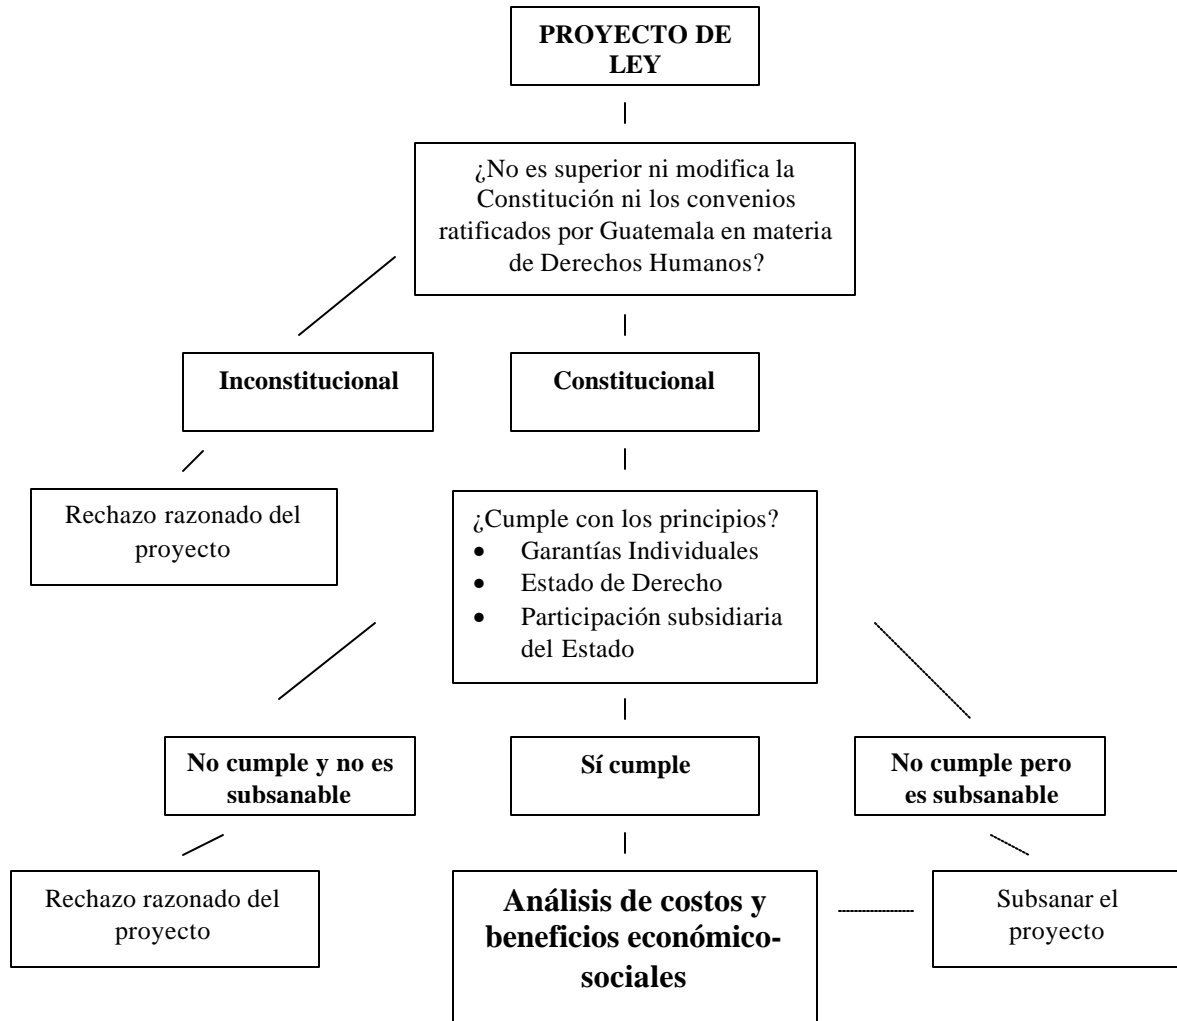 PROYECTO DE
LEY
¿No es superior ni modifica la
Constitución ni los convenios
ratificados por Guatemala en materia
de Derechos Humanos?
Inconstitucional
Constitucional
Rechazo razonado del
proyecto
¿Cumple con los principios?
• Garantías Individuales
• Estado de Derecho
• Participación subsidiaria
del Estado
No cumple y no es
subsanable
Sí cumple
No cumple pero
es subsanable
Rechazo razonado del
proyecto
Análisis de costos y
beneficios económico-
sociales
Subsanar el
proyecto